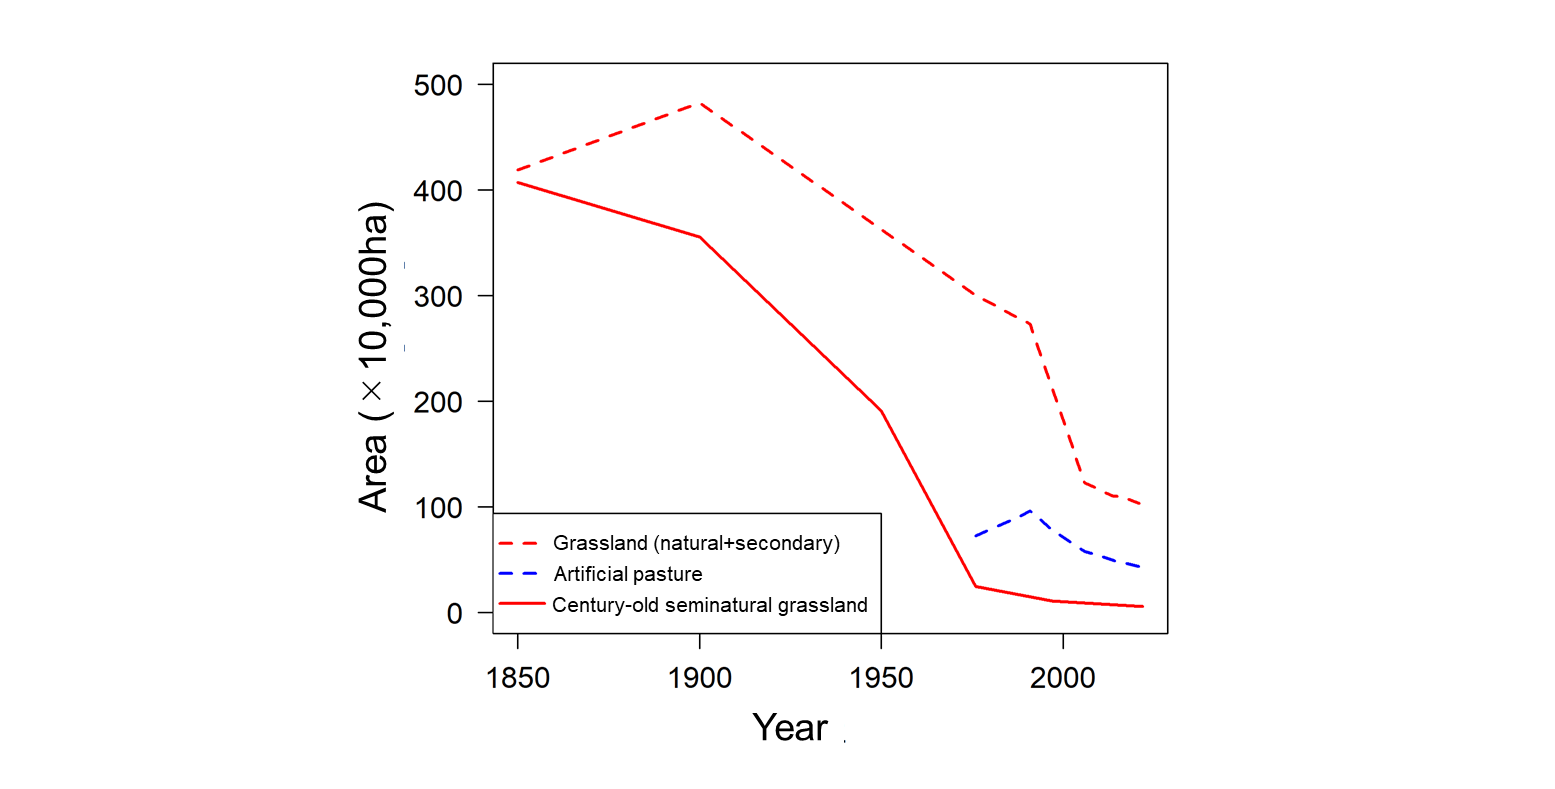 500
400
300
200
100
0
Area (×10,000ha)
Grassland (natural+secondary)
Artificial pasture
Century-old seminatural grassland
1850 1900 1950 2000
Year